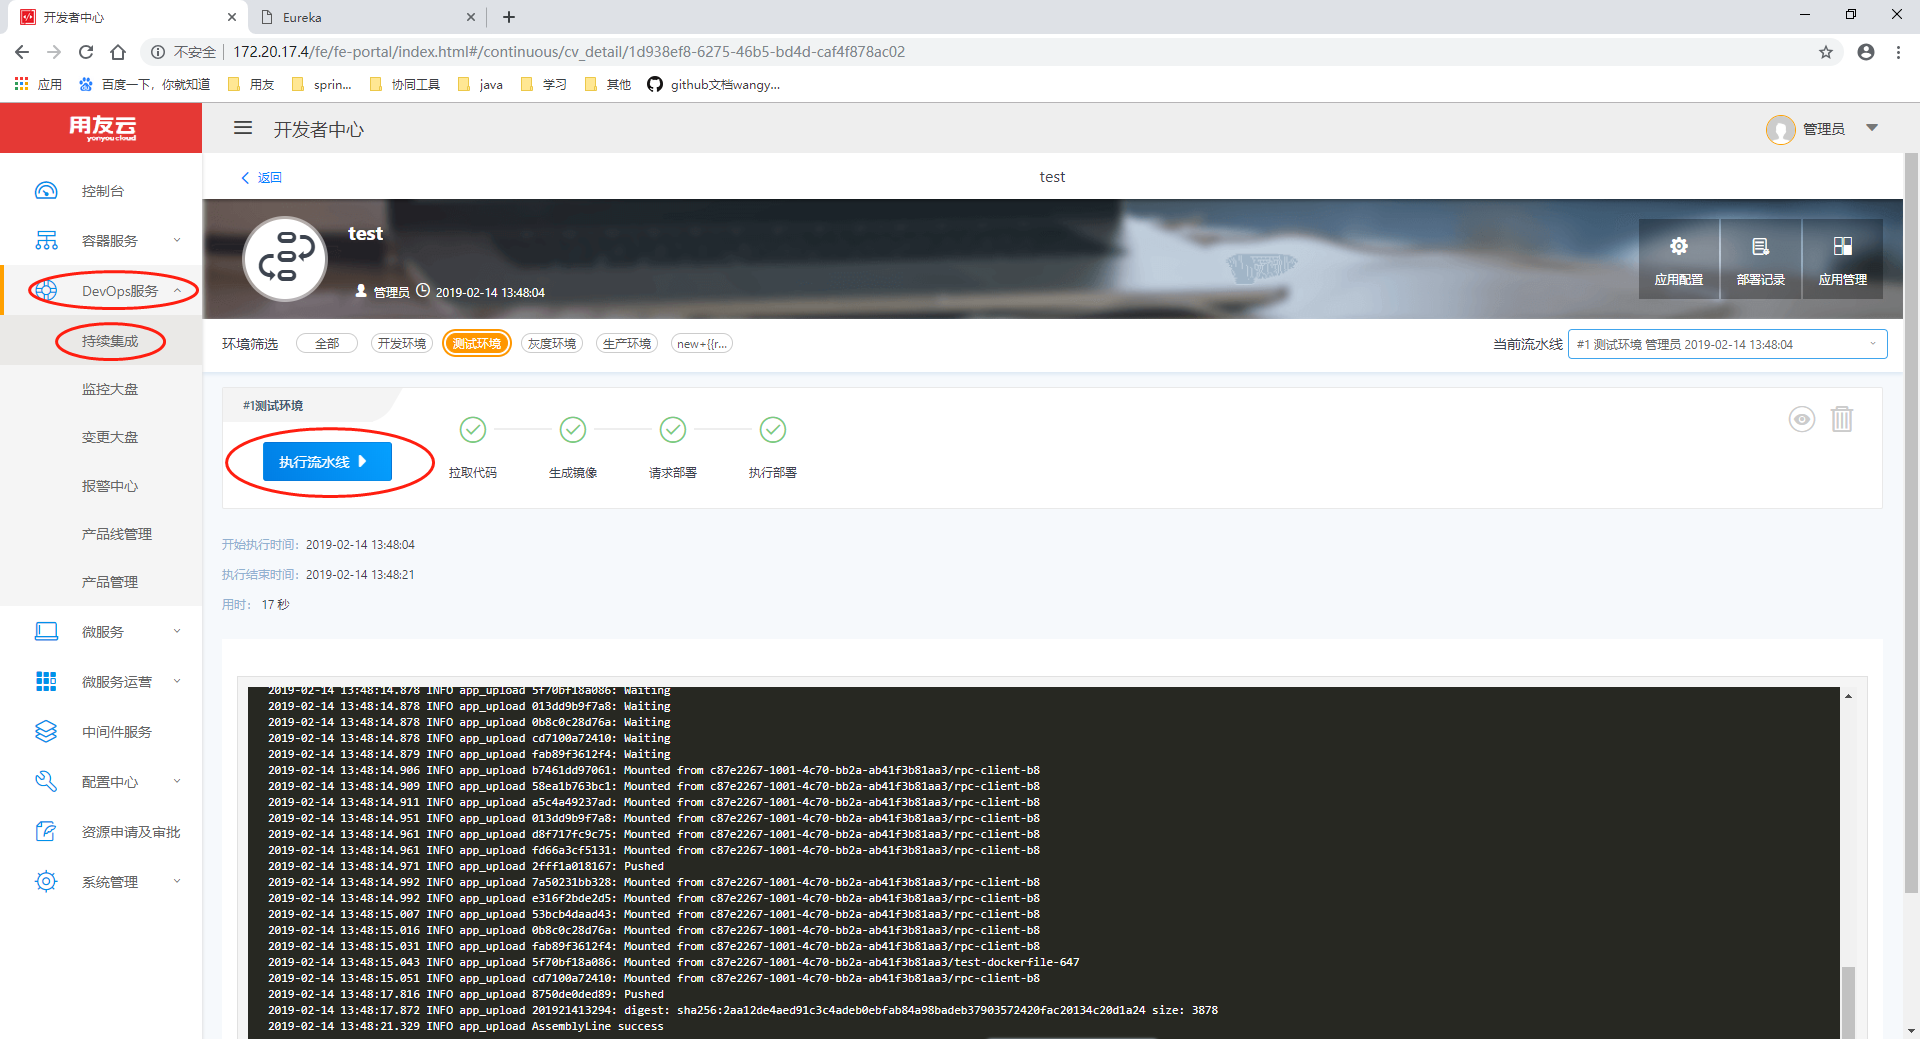 开发者中心
Eureka
不安全
172.20.17.4/fe/fe-portal/index.html#/continuous/cv_detail/1d938ef8-6275-46b5-bd4d-caf4f878ac02
应用 百度一下，你就知道 用友 sprin... 协同工具 java 学习 其他 github文档wangy...
用友云
yonyou cloud
开发者中心
管理员
控制台
容器服务
DevOps服务
持续集成
监控大盘
变更大盘
报警中心
产品线管理
产品管理
微服务
微服务运营
中间件服务
配置中心
资源申请及审批
系统管理
返回
test
test
管理员 2019-02-14 13:48:04
应用配置 部署记录 应用管理
环境筛选 全部 开发环境 测试环境 灰度环境 生产环境 new+{{r...
当前流水线 #1 测试环境 管理员 2019-02-14 13:48:04
#1测试环境
执行流水线
拉取代码 生成镜像 请求部署 执行部署
开始执行时间： 2019-02-14 13:48:04
执行结束时间： 2019-02-14 13:48:21
用时： 17 秒
2019-02-14 13:48:14.878 INFO app_upload 5f70bf18a086: Waiting
2019-02-14 13:48:14.878 INFO app_upload 013dd9b9f7a8: Waiting
2019-02-14 13:48:14.878 INFO app_upload 0b8c0c28d76a: Waiting
2019-02-14 13:48:14.878 INFO app_upload cd7100a72410: Waiting
2019-02-14 13:48:14.879 INFO app_upload fab89f3612f4: Waiting
2019-02-14 13:48:14.906 INFO app_upload b7461dd97061: Mounted from c87e2267-1001-4c70-bb2a-ab41f3b81aa3/rpc-client-b8
2019-02-14 13:48:14.909 INFO app_upload 58ea1b763bc1: Mounted from c87e2267-1001-4c70-bb2a-ab41f3b81aa3/rpc-client-b8
2019-02-14 13:48:14.911 INFO app_upload a5c4a49237ad: Mounted from c87e2267-1001-4c70-bb2a-ab41f3b81aa3/rpc-client-b8
2019-02-14 13:48:14.951 INFO app_upload 013dd9b9f7a8: Mounted from c87e2267-1001-4c70-bb2a-ab41f3b81aa3/rpc-client-b8
2019-02-14 13:48:14.961 INFO app_upload d8f717fc9c75: Mounted from c87e2267-1001-4c70-bb2a-ab41f3b81aa3/rpc-client-b8
2019-02-14 13:48:14.961 INFO app_upload fd66a3cf5131: Mounted from c87e2267-1001-4c70-bb2a-ab41f3b81aa3/rpc-client-b8
2019-02-14 13:48:14.971 INFO app_upload 2fff1a018167: Pushed
2019-02-14 13:48:14.992 INFO app_upload 7a50231bb328: Mounted from c87e2267-1001-4c70-bb2a-ab41f3b81aa3/rpc-client-b8
2019-02-14 13:48:14.992 INFO app_upload e316f2bde2d5: Mounted from c87e2267-1001-4c70-bb2a-ab41f3b81aa3/rpc-client-b8
2019-02-14 13:48:15.007 INFO app_upload 53bcb4daad43: Mounted from c87e2267-1001-4c70-bb2a-ab41f3b81aa3/rpc-client-b8
2019-02-14 13:48:15.016 INFO app_upload 0b8c0c28d76a: Mounted from c87e2267-1001-4c70-bb2a-ab41f3b81aa3/rpc-client-b8
2019-02-14 13:48:15.031 INFO app_upload fab89f3612f4: Mounted from c87e2267-1001-4c70-bb2a-ab41f3b81aa3/rpc-client-b8
2019-02-14 13:48:15.043 INFO app_upload 5f70bf18a086: Mounted from c87e2267-1001-4c70-bb2a-ab41f3b81aa3/test-dockerfile-647
2019-02-14 13:48:15.051 INFO app_upload cd7100a72410: Mounted from c87e2267-1001-4c70-bb2a-ab41f3b81aa3/rpc-client-b8
2019-02-14 13:48:17.816 INFO app_upload 8750de0ded89: Pushed
2019-02-14 13:48:17.872 INFO app_upload 201921413294: digest: sha256:2aa12de4aed91c3c4adeb0ebfab84a98badeb37903572420fac20134c20d1a24 size: 3878
2019-02-14 13:48:21.329 INFO app_upload AssemblyLine success